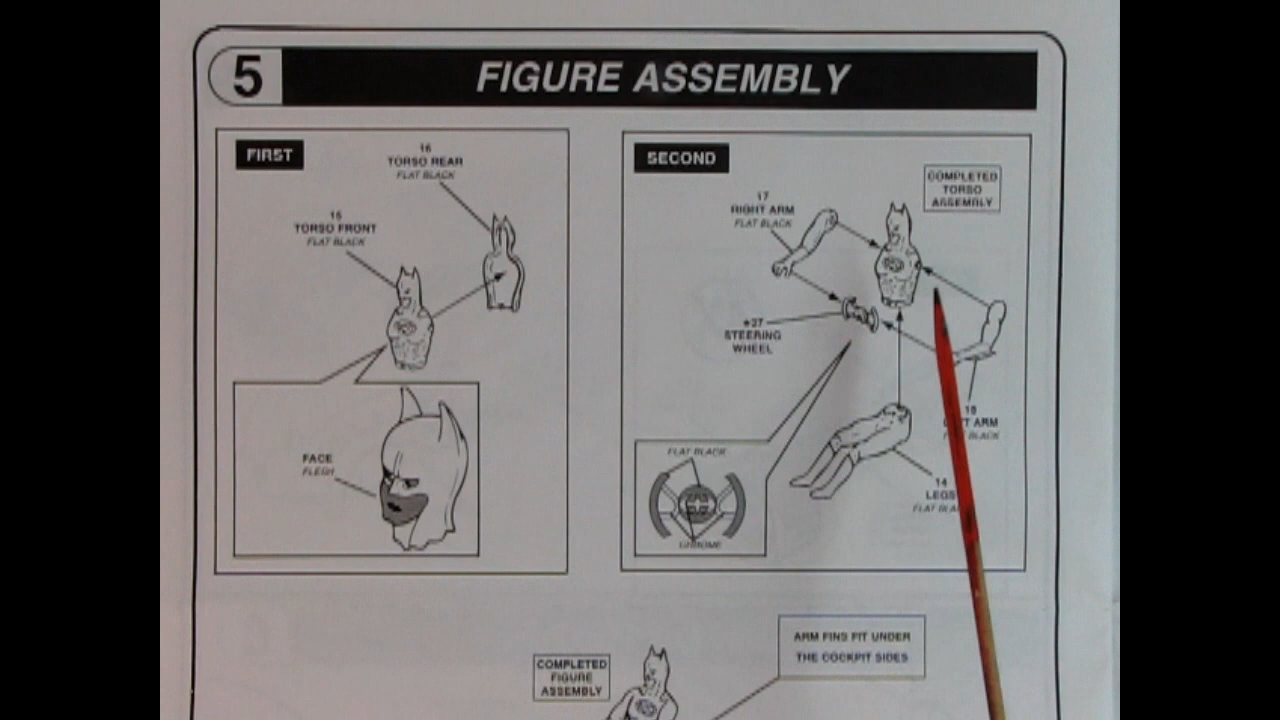 5
FIGURE ASSEMBLY
FIRST
16
TORSO REAR
FLAT BLACK
15
TORSO FRONT
FLAT BLACK
FACE
FLESH
SECOND
COMPLETED
TORSO
ASSEMBLY
17
RIGHT ARM
FLAT BLACK
STEERING
WHEEL
18
ARM
BLACK
FLAT BLACK
CHROME
14
LEGS
FLAT
COMPLETED
FIGURE
ASSEMBLY
ARM FINS FIT UNDER
THE COCKPIT SIDES